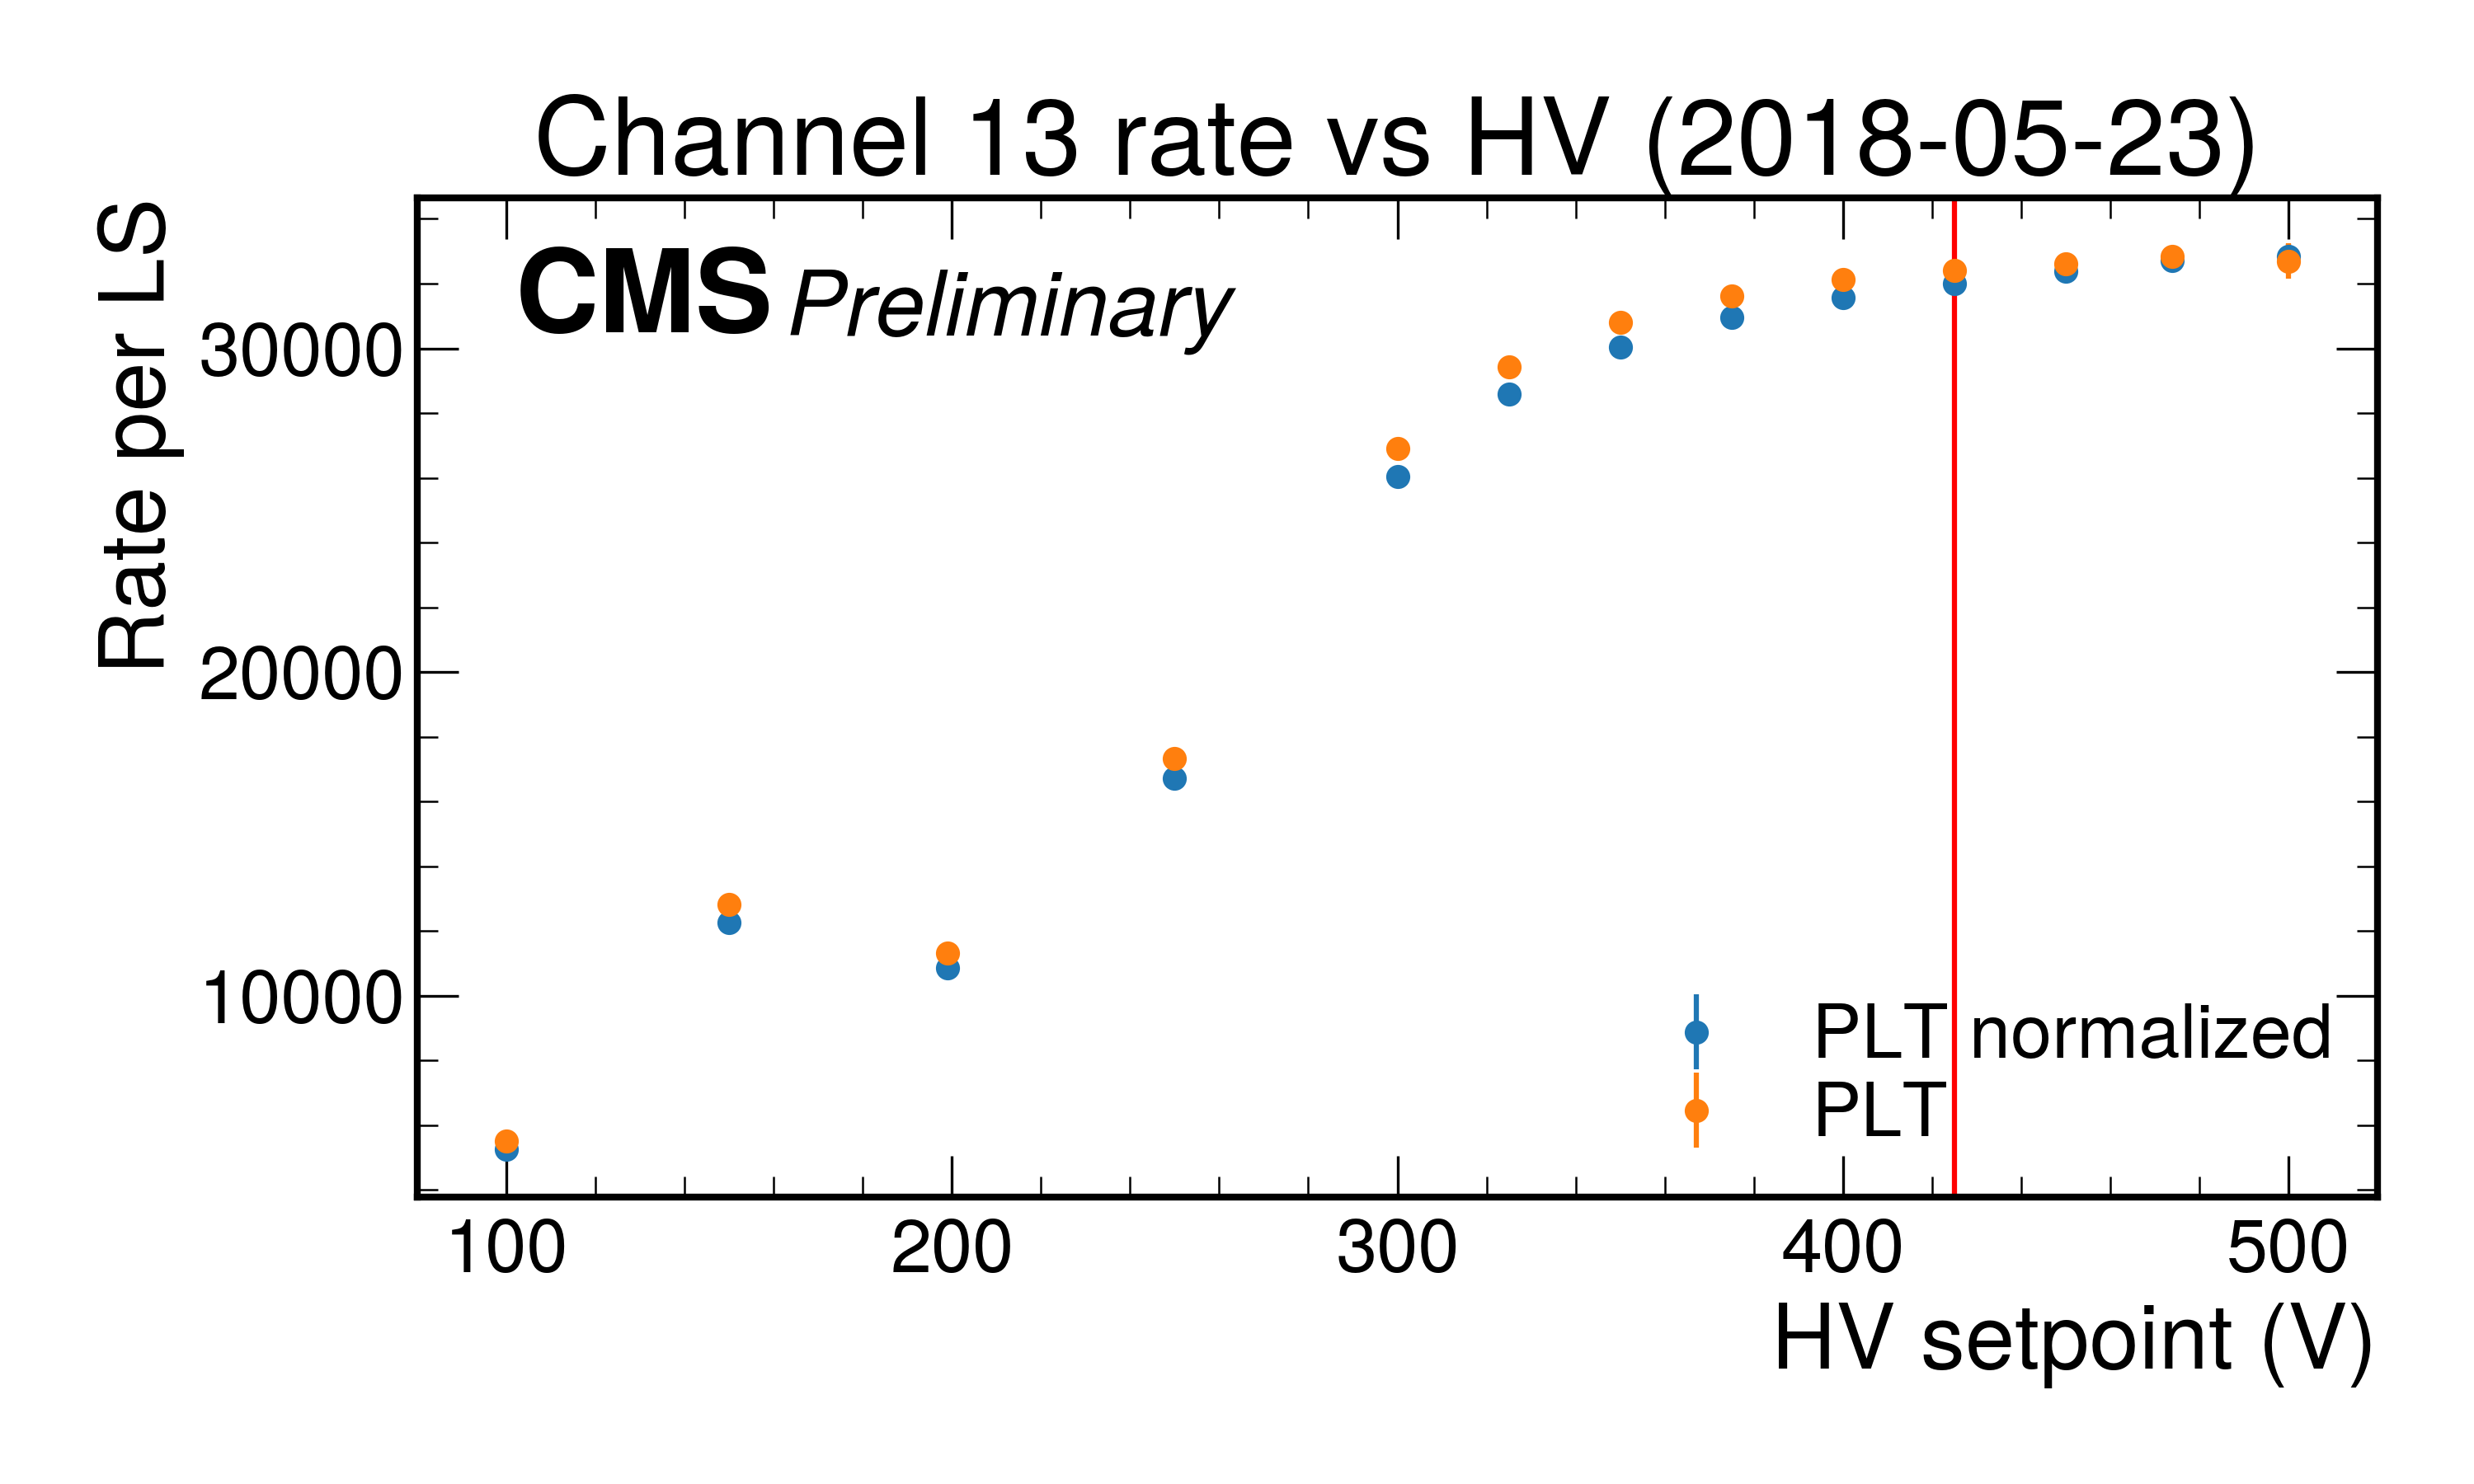 Channel 13 rate vs HV (2018-05-23)
CMS Preliminary
Rate per LS
30000
20000
10000
PLT normalized
PLT
100 200 300 400 500
HV setpoint (V)